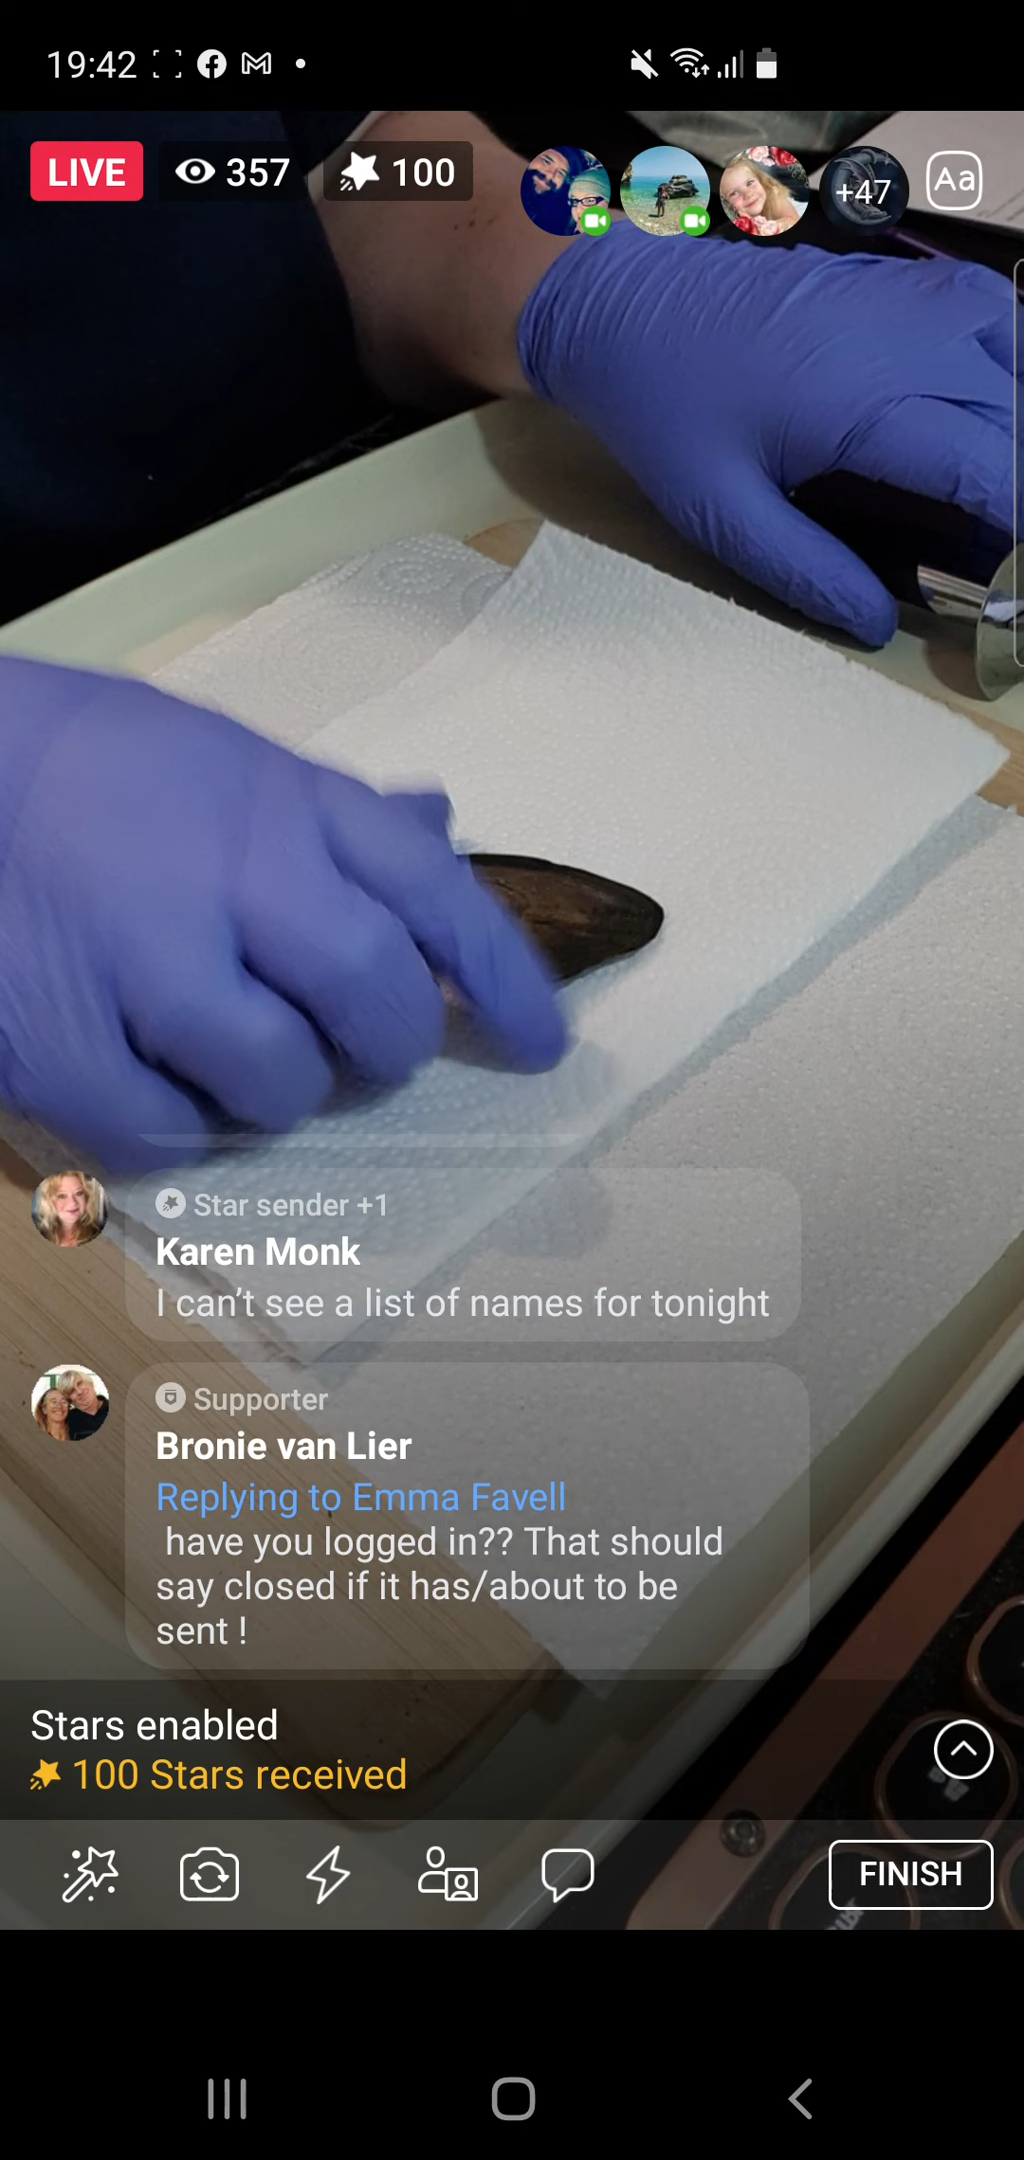 19:42
LIVE 357 100 +47 Aa
Star sender +1
Karen Monk
I can't see a list of names for tonight
Supporter
Bronie van Lier
Replying to Emma Favell
have you logged in?? That should
say closed if it has/about to be
sent !
Stars enabled
100 Stars received
FINISH